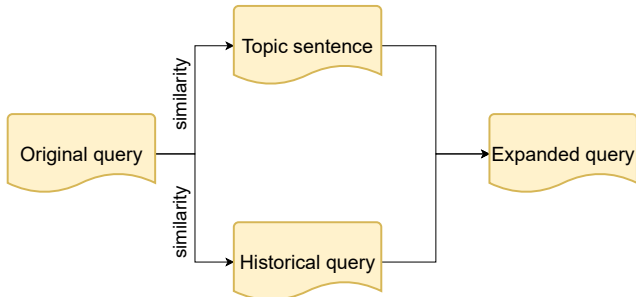 Topic sentence
similarity
Original query
Expanded query
similarity
Historical query